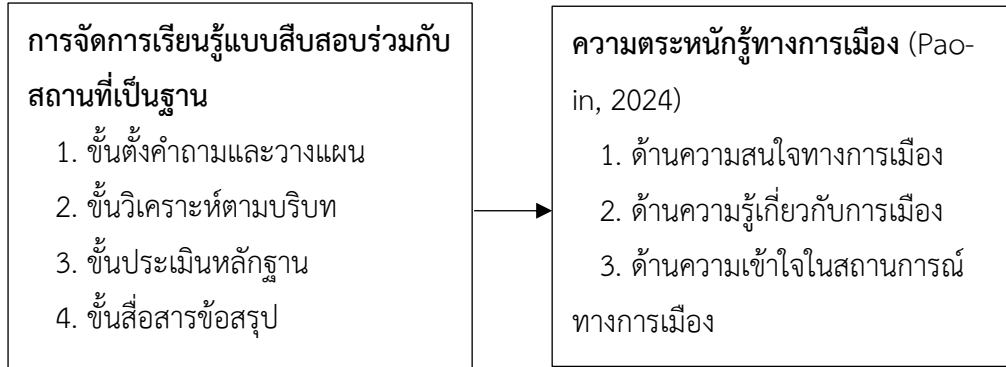 การจัดการเรียนรู้แบบสืบสอบร่วมกับ
สถานที่เป็นฐาน
1. ขั้นตั้งคำถามและวางแผน
2. ขั้นวิเคราะห์ตามบริบท
3. ขั้นประเมินหลักฐาน
4. ขั้นสื่อสารข้อสรุป
ความตระหนักรู้ทางการเมือง (Pao-
in, 2024)
1. ด้านความสนใจทางการเมือง
2. ด้านความรู้เกี่ยวกับการเมือง
3. ด้านความเข้าใจในสถานการณ์
ทางการเมือง